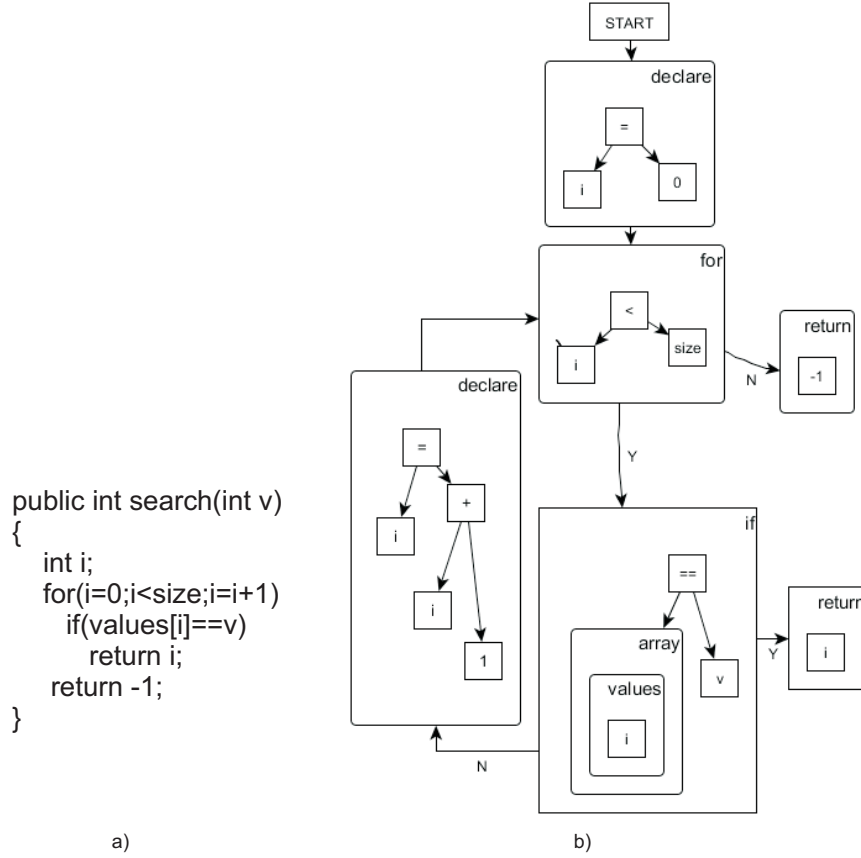 START
declare
=
i
0
for
<
i
size
N
return
-1
Y
declare
=
+
i
i
1
if
==
array
values
i
v
Y
return
i
N
public int search(int v)
{
int i;
for(i=0;i<size;i=i+1)
if(values[i]==v)
return i;
return -1;
}
a)
b)